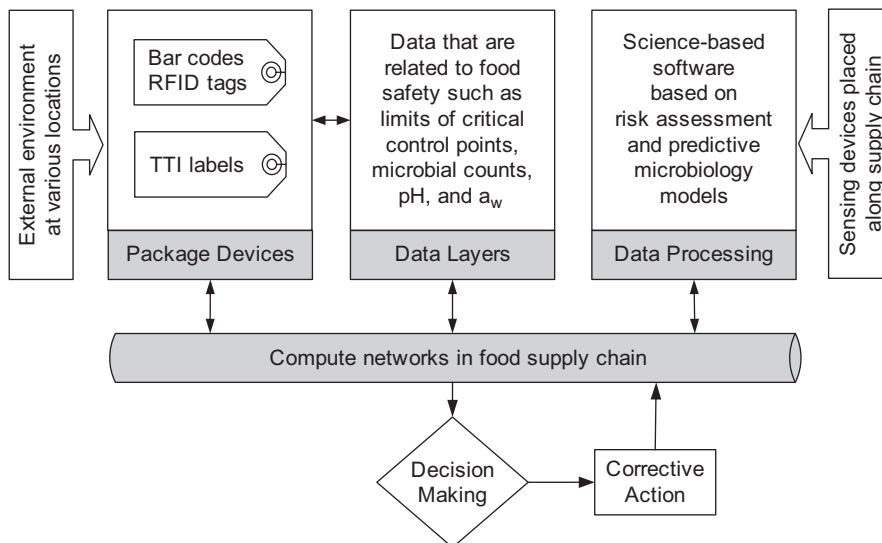 External environment
at various locations
Bar codes
RFID tags
TTI labels
Package Devices
Data that are
related to food
safety such as
limits of critical
control points,
microbial counts,
pH, and aw
Data Layers
Science-based
software
based on
risk assessment
and predictive
microbiology
models
Data Processing
Sensing devices placed
along supply chain
Compute networks in food supply chain
Decision
Making
Corrective
Action